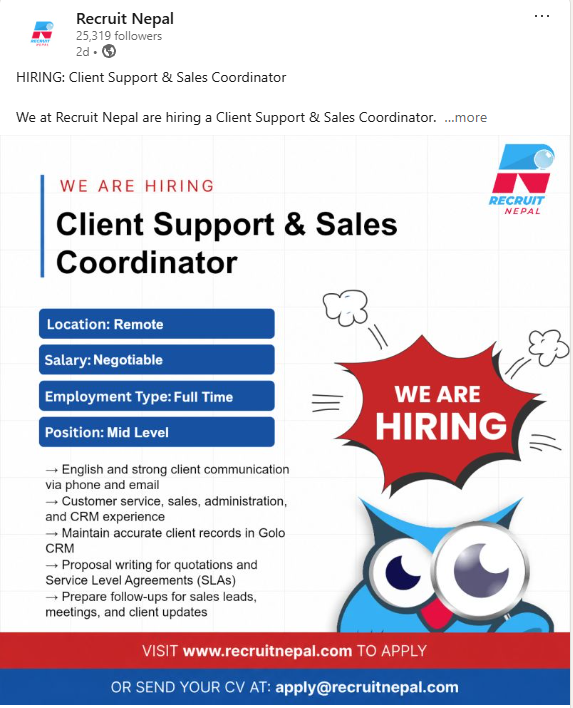 Recruit Nepal
25,319 followers
2d •
HIRING: Client Support & Sales Coordinator
We at Recruit Nepal are hiring a Client Support & Sales Coordinator. ...more
RECRUIT
NEPAL
WE ARE HIRING
Client Support & Sales
Coordinator
Location: Remote
Salary: Negotiable
Employment Type: Full Time
Position: Mid Level
WE ARE
HIRING
→ English and strong client communication
via phone and email
→ Customer service, sales, administration,
and CRM experience
→ Maintain accurate client records in Golo
CRM
→ Proposal writing for quotations and
Service Level Agreements (SLAs)
→ Prepare follow-ups for sales leads,
meetings, and client updates
VISIT www.recruitnepal.com TO APPLY
OR SEND YOUR CV AT: apply@recruitnepal.com